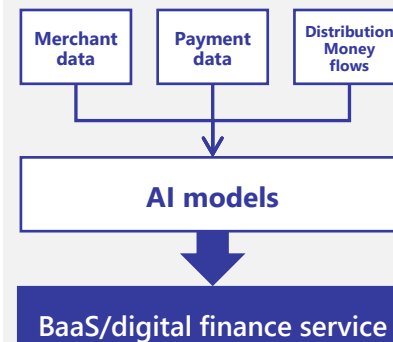 Merchant
data
Payment
data
Distribution
Money
flows
AI models
BaaS/digital finance service